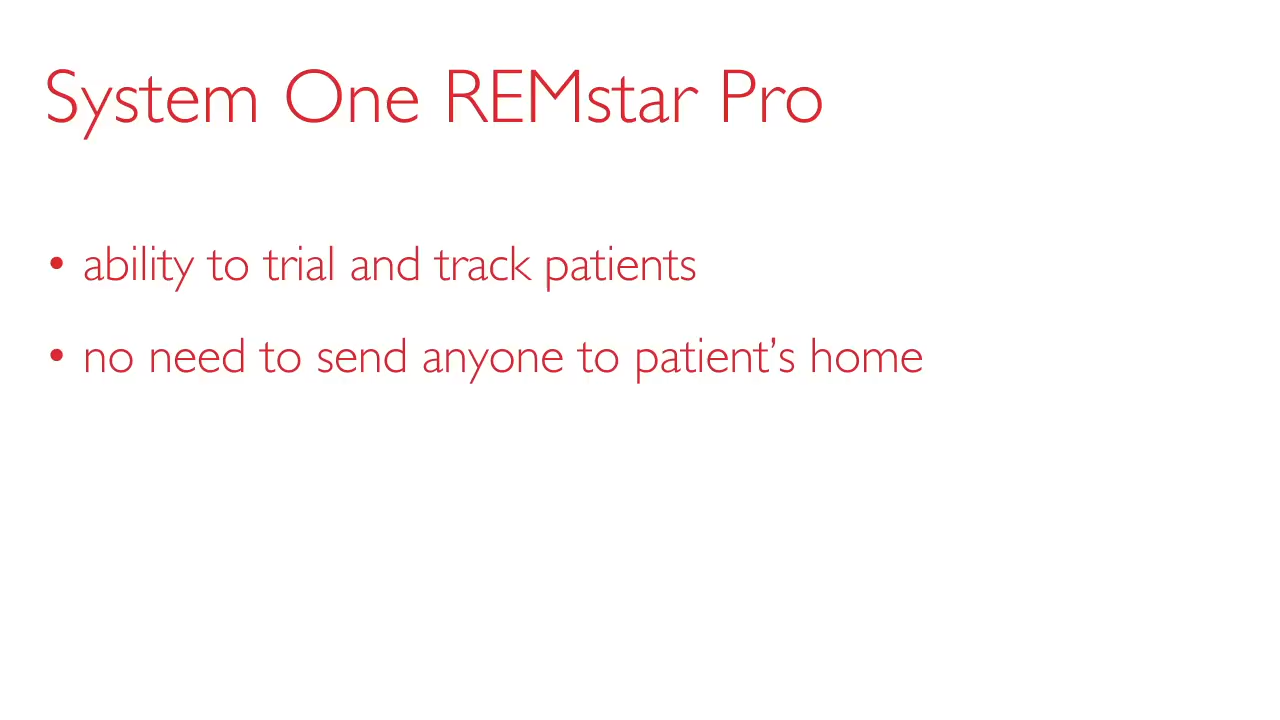 System One REMstar Pro
• ability to trial and track patients
• no need to send anyone to patient’s home